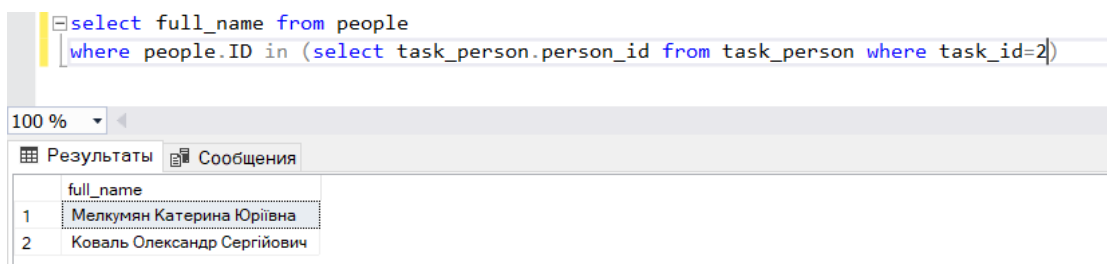 select full_name from people
where people.ID in (select task_person.person_id from task_person where task_id=2)
100 %
Результаты Сообщения
full_name
1 Мелкумян Катерина Юріївна
2 Коваль Олександр Сергійович